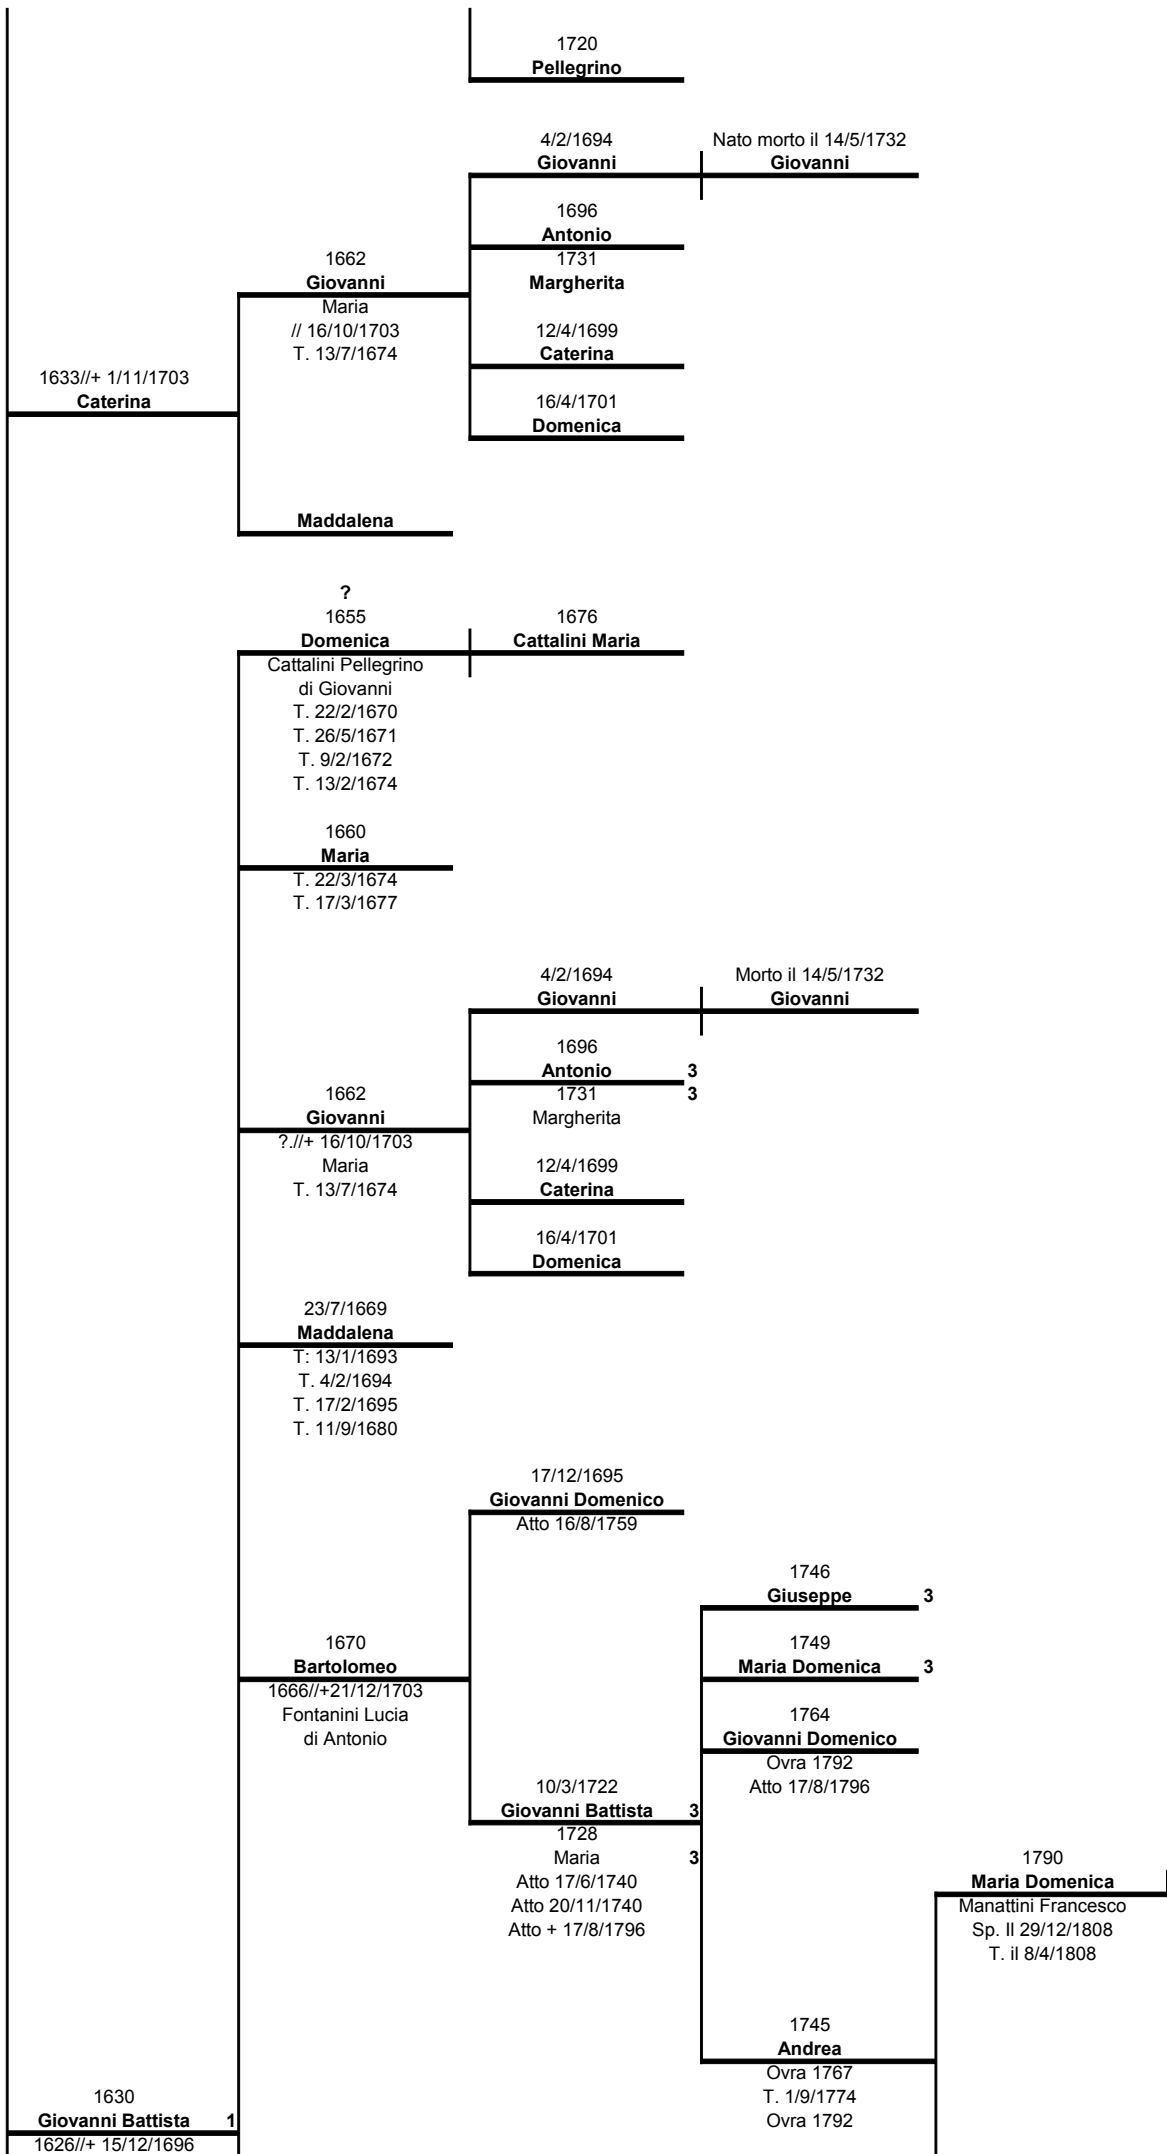 1720
Pellegrino
4/2/1694
Giovanni
Nato morto il 14/5/1732
Giovanni
1696
Antonio
1731
Margherita
1662
Giovanni
Maria
// 16/10/1703
T. 13/7/1674
12/4/1699
Caterina
1633//+ 1/11/1703
Caterina
16/4/1701
Domenica
Maddalena
?
1655
Domenica
Cattalini Pellegrino
di Giovanni
T. 22/2/1670
T. 26/5/1671
T. 9/2/1672
T. 13/2/1674
1676
Cattalini Maria
1660
Maria
T. 22/3/1674
T. 17/3/1677
4/2/1694
Giovanni
Morto il 14/5/1732
Giovanni
1696
Antonio 3
1731 3
Margherita
1662
Giovanni
?.//+ 16/10/1703
Maria
T. 13/7/1674
12/4/1699
Caterina
16/4/1701
Domenica
23/7/1669
Maddalena
T: 13/1/1693
T. 4/2/1694
T. 17/2/1695
T. 11/9/1680
17/12/1695
Giovanni Domenico
Atto 16/8/1759
1746
Giuseppe 3
1670
Bartolomeo
1666//+21/12/1703
Fontanini Lucia
di Antonio
1749
Maria Domenica 3
1764
Giovanni Domenico
Ovra 1792
Atto 17/8/1796
10/3/1722
Giovanni Battista 3
1728
Maria 3
Atto 17/6/1740
Atto 20/11/1740
Atto + 17/8/1796
1790
Maria Domenica
Manattini Francesco
Sp. Il 29/12/1808
T. il 8/4/1808
1745
Andrea
Ovra 1767
T. 1/9/1774
Ovra 1792
1630
Giovanni Battista 1
1626//+ 15/12/1696